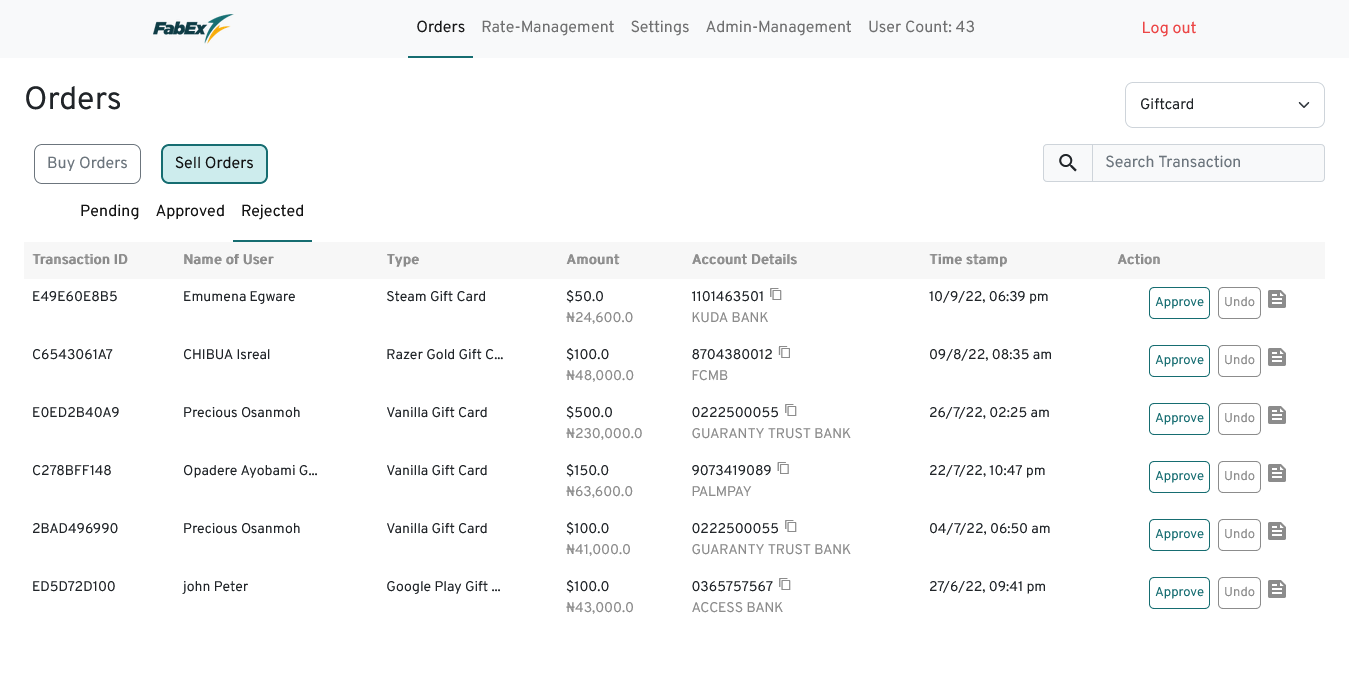 FabEx Orders Rate-Management Settings Admin-Management User Count: 43 Log out
Orders
Giftcard
Buy Orders Sell Orders Search Transaction
Pending Approved Rejected
Transaction ID Name of User Type Amount Account Details Time stamp Action
E49E60E8B5 Emumena Egware Steam Gift Card $50.0 1101463501 10/9/22, 06:39 pm Approve Undo
₦24,600.0 KUDA BANK
C6543061A7 CHIBUA Isreal Razer Gold Gift C... $100.0 8704380012 09/8/22, 08:35 am Approve Undo
₦48,000.0 FCMB
E0ED2B40A9 Precious Osanmoh Vanilla Gift Card $500.0 0222500055 26/7/22, 02:25 am Approve Undo
₦230,000.0 GUARANTY TRUST BANK
C278BFF148 Opadere Ayobami G... Vanilla Gift Card $150.0 9073419089 22/7/22, 10:47 pm Approve Undo
₦63,600.0 PALMPAY
2BAD496990 Precious Osanmoh Vanilla Gift Card $100.0 0222500055 04/7/22, 06:50 am Approve Undo
₦41,000.0 GUARANTY TRUST BANK
ED5D72D100 john Peter Google Play Gift ... $100.0 0365757567 27/6/22, 09:41 pm Approve Undo
₦43,000.0 ACCESS BANK